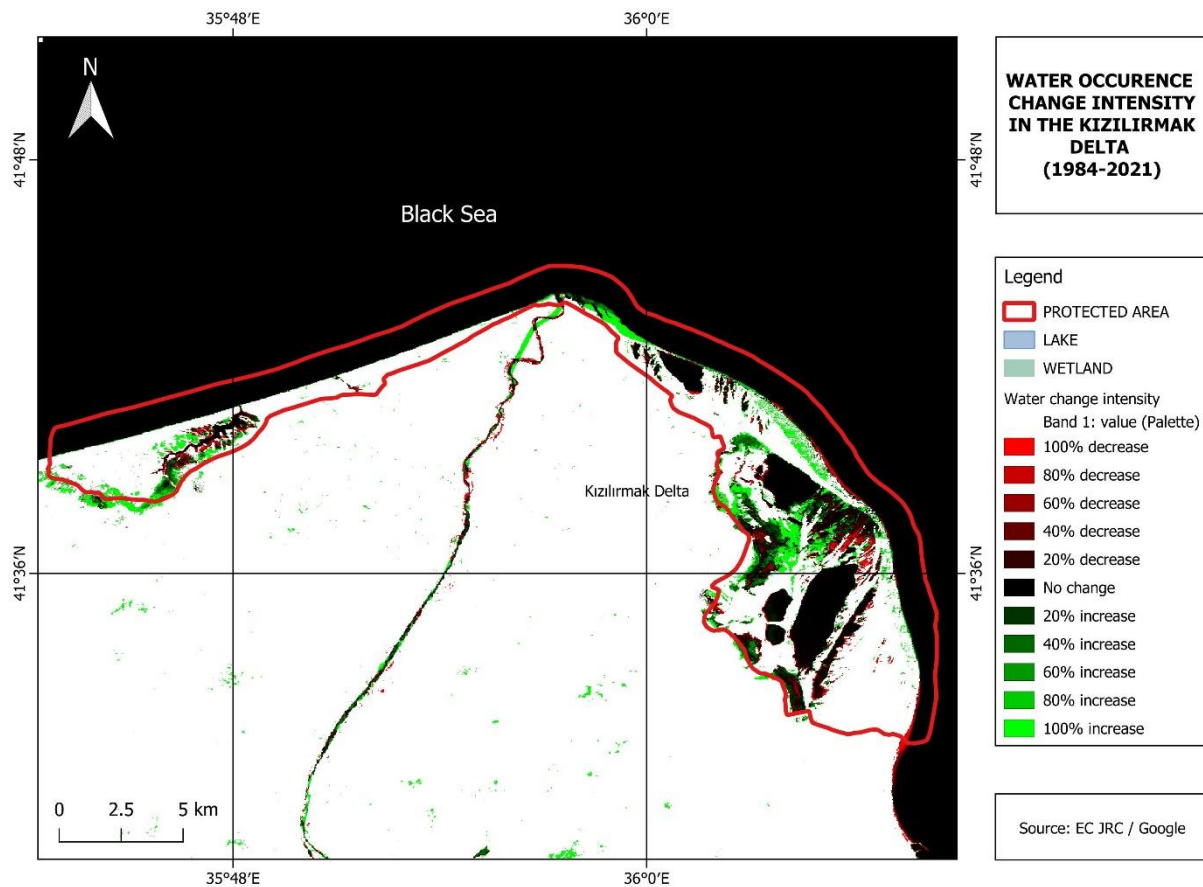 35°48'E
36°0'E
N
41°48'N
41°48'N
Black Sea
Kızılırmak Delta
41°36'N
41°36'N
0 2.5 5 km
35°48'E
36°0'E
WATER OCCURENCE
CHANGE INTENSITY
IN THE KIZILIRMAK
DELTA
(1984-2021)
Legend
PROTECTED AREA
LAKE
WETLAND
Water change intensity
Band 1: value (Palette)
100% decrease
80% decrease
60% decrease
40% decrease
20% decrease
No change
20% increase
40% increase
60% increase
80% increase
100% increase
Source: EC JRC / Google